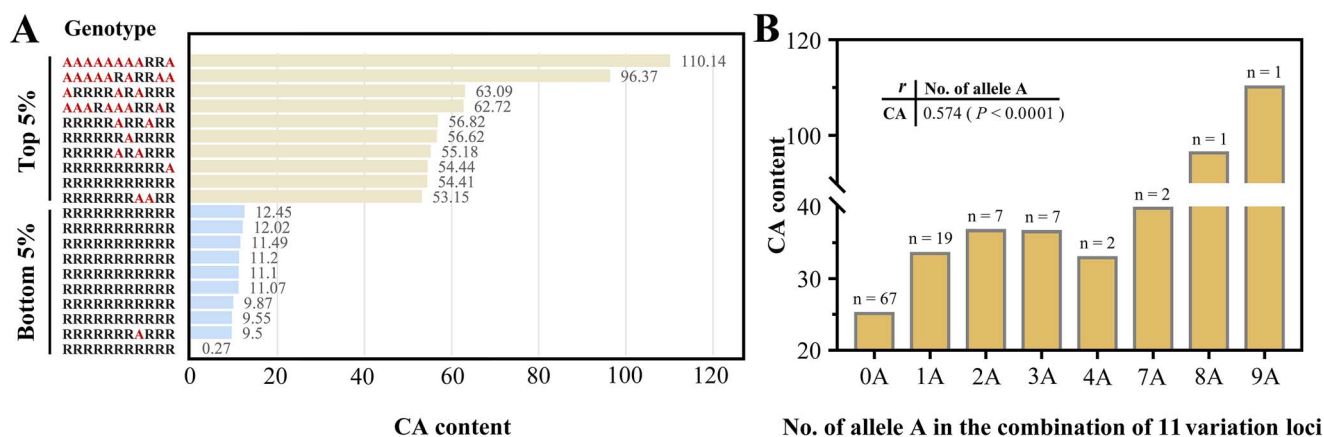 A
Genotype
Top 5%
Bottom 5%
AAAAAAAARRA 110.14
AAAAARARRAA 96.37
ARRRRARARRR 63.09
AAARAAARRAR 62.72
RRRRRARRARR 56.82
RRRRRRARRRR 56.62
RRRRRARARRR 55.18
RRRRRRRRRRA 54.44
RRRRRRRRRRR 54.41
RRRRRRRAARR 53.15
RRRRRRRRRRR 12.45
RRRRRRRRRRR 12.02
RRRRRRRRRRR 11.49
RRRRRRRRRRR 11.2
RRRRRRRRRRR 11.1
RRRRRRRRRRR 11.07
RRRRRRRRRRR 9.87
RRRRRRRRRRR 9.55
RRRRRRRARRR 9.5
RRRRRRRRRRR 0.27
0 20 40 60 80 100 120
CA content
B
CA content
120
100
40
30
20
r No. of allele A
CA 0.574 ( P < 0.0001 )
n = 67
n = 19
n = 7
n = 7
n = 2
n = 2
n = 1
n = 1
0A 1A 2A 3A 4A 7A 8A 9A
No. of allele A in the combination of 11 variation loci